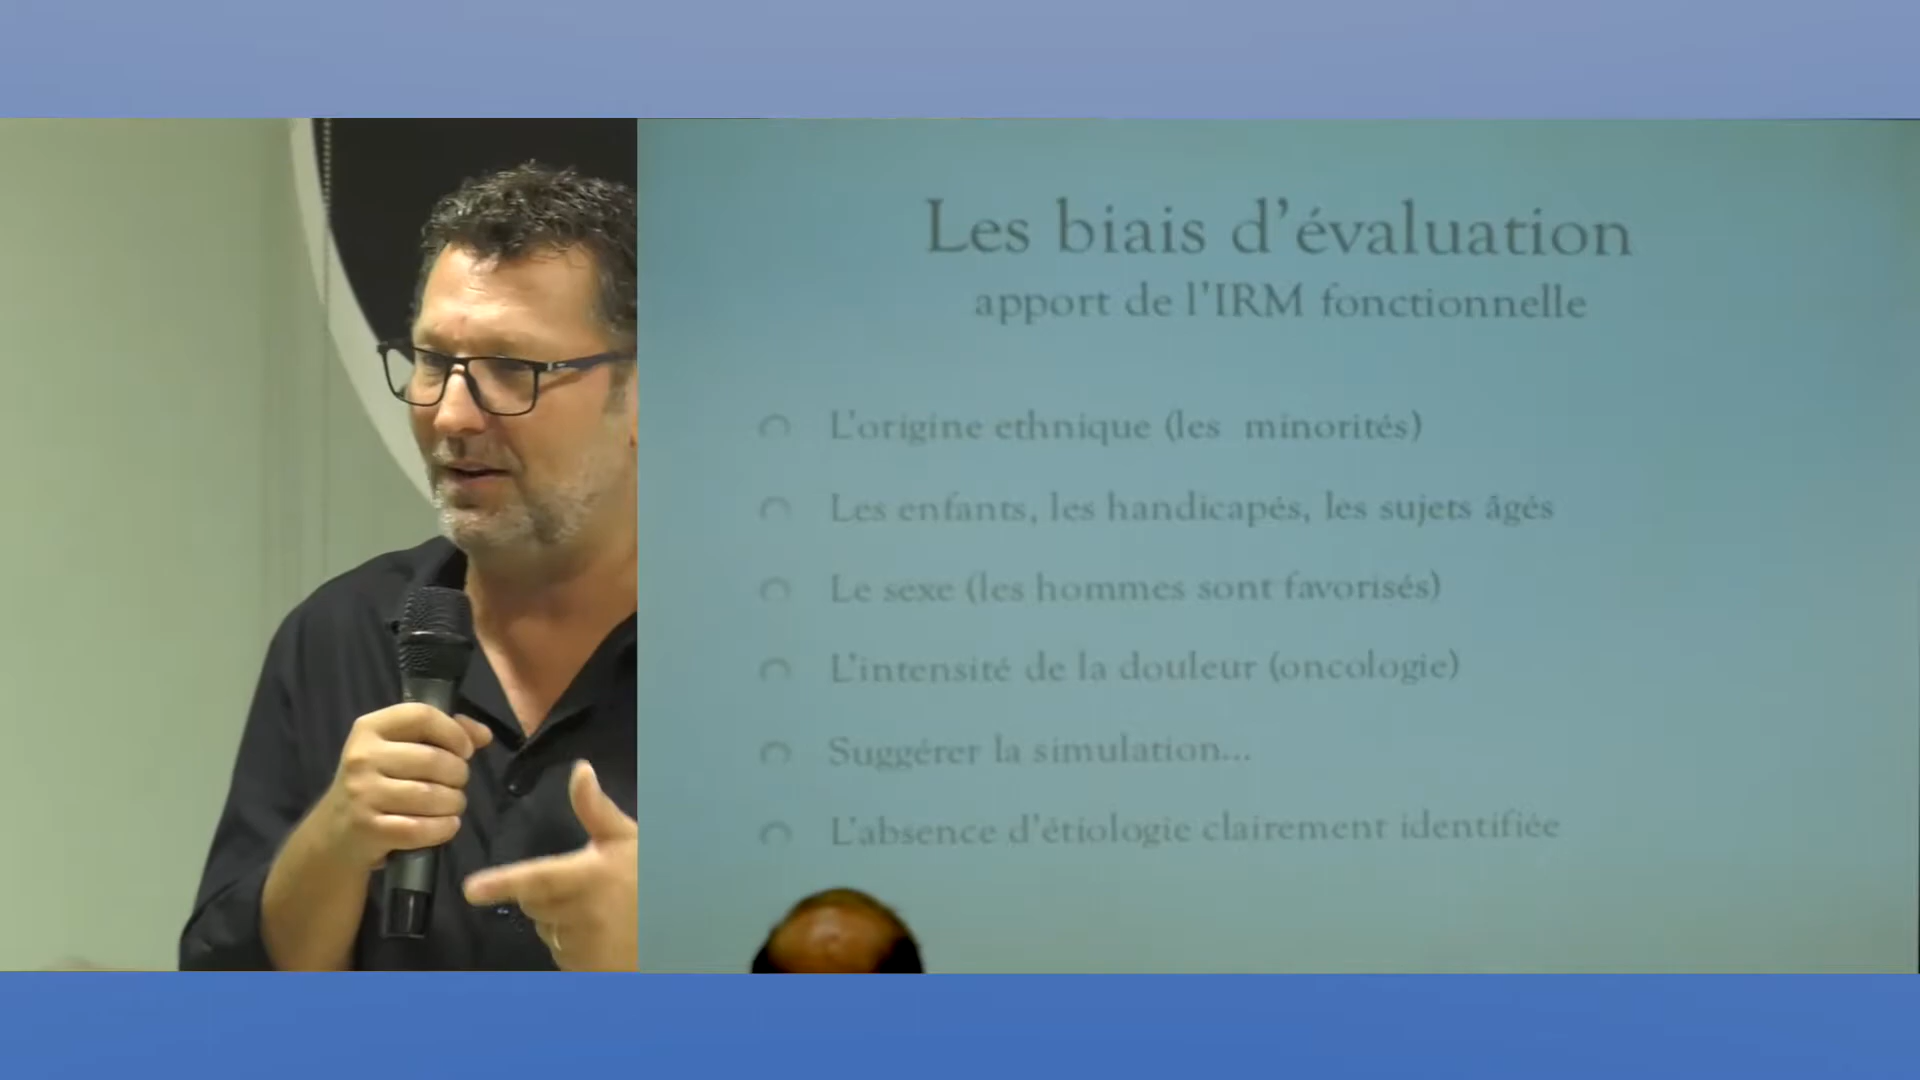 Les biais d'évaluation
apport de l'IRM fonctionnelle
L'origine ethnique (les minorités)
Les enfants, les handicapés, les sujets âgés
Le sexe (les hommes sont favorisés)
L'intensité de la douleur (oncologie)
Suggérer la simulation...
L'absence d'étiologie clairement identifiée